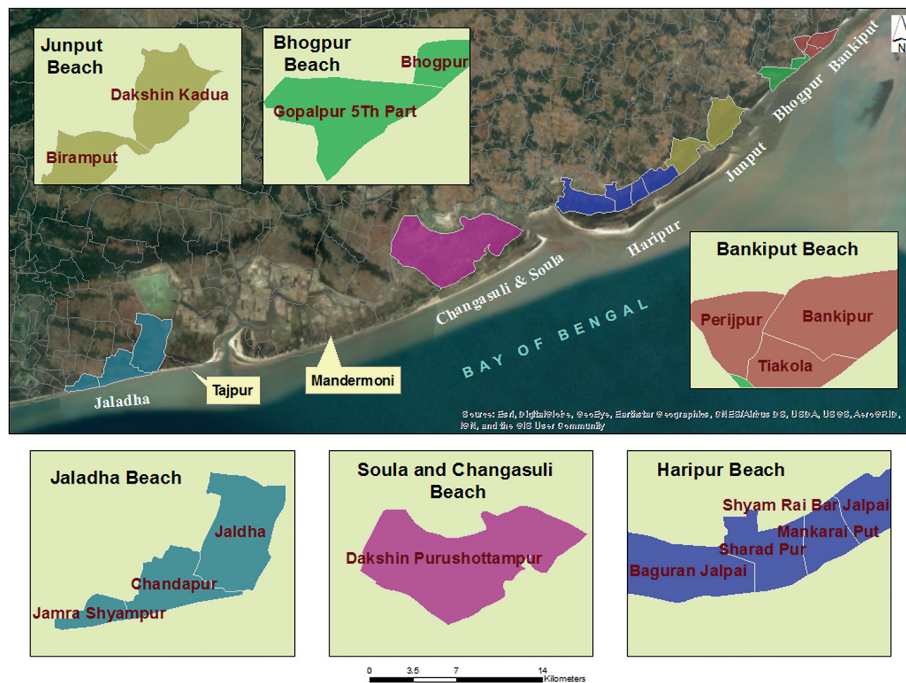 Junput
Beach
Dakshin Kadua
Biramput
Bhogpur
Beach
Bhogpur
Gopalpur 5Th Part
N
Bankiput
Bhogpur
Junput
Haripur
Changasuli & Soula
BAY OF BENGAL
Jaladha
Tajpur
Mandermoni
Bankiput Beach
Perijpur
Bankipur
Tiakola
Source: Esri, DigitalGlobe, GeoEye, Earthstar Geographics, CNES/Airbus DS, USDA, USGS, AeroGRID,
IGN, and the GIS User Community
Jaladha Beach
Jaldha
Chandapur
Jamra Shyampur
Soula and Changasuli
Beach
Dakshin Purushottampur
Haripur Beach
Shyam Rai Bar Jalpai
Mankarai Put
Sharad Pur
Baguran Jalpai
0 3.5 7 14
Kilometers